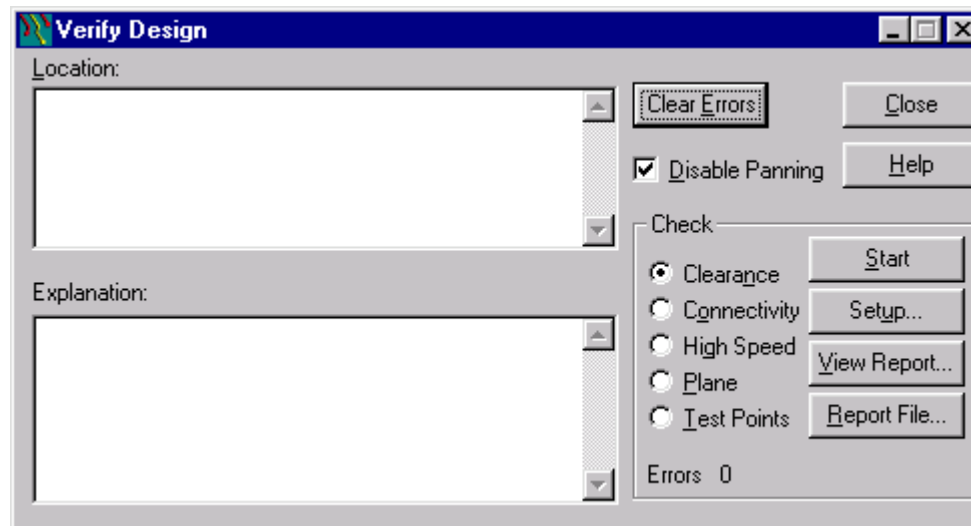 Verify Design
Location:
Clear Errors
Close
Disable Panning
Help
Check
Clearance
Start
Explanation:
Connectivity
Setup...
High Speed
View Report...
Plane
Test Points
Report File...
Errors 0